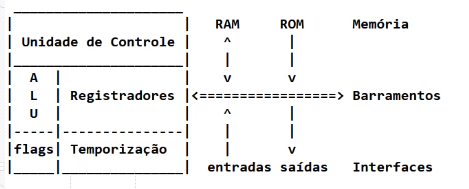 RAM ROM Memória
Unidade de Controle
A
L Registradores Barramentos
U
flags Temporização
entradas saídas Interfaces